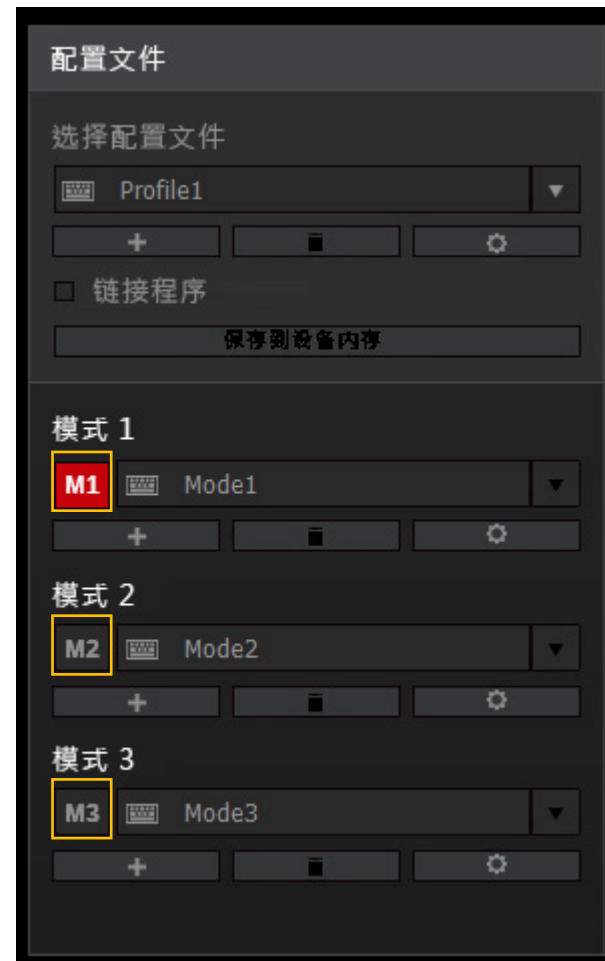 配置文件
选择配置文件
Profile1
链接程序
保存到设备内存
模式 1
M1 Mode1
模式 2
M2 Mode2
模式 3
M3 Mode3